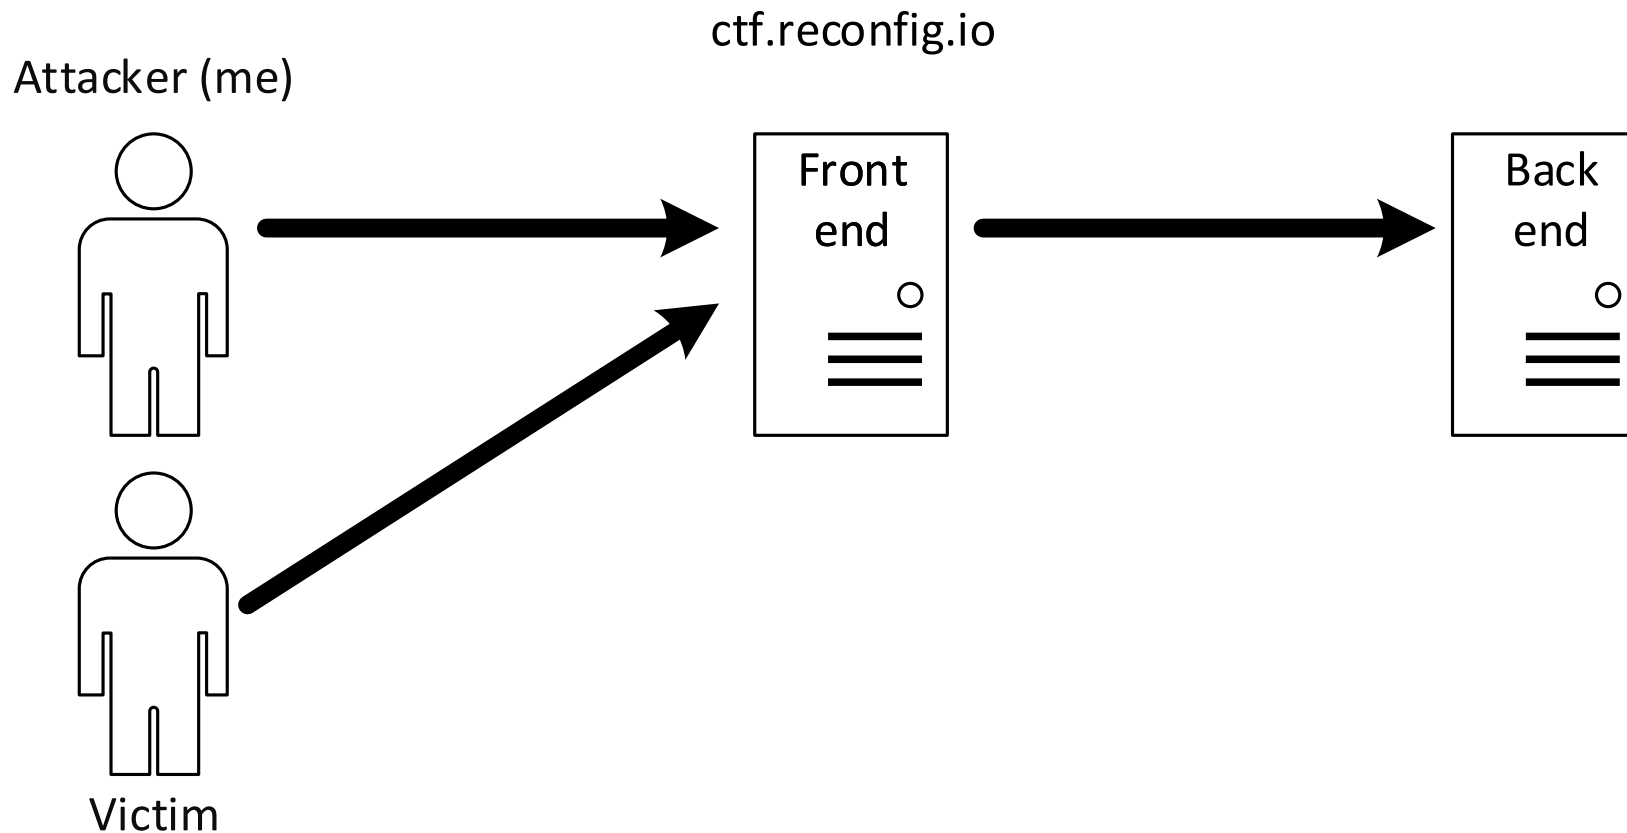 ctf.reconfig.io
Attacker (me)
Front
end
Back
end
Victim